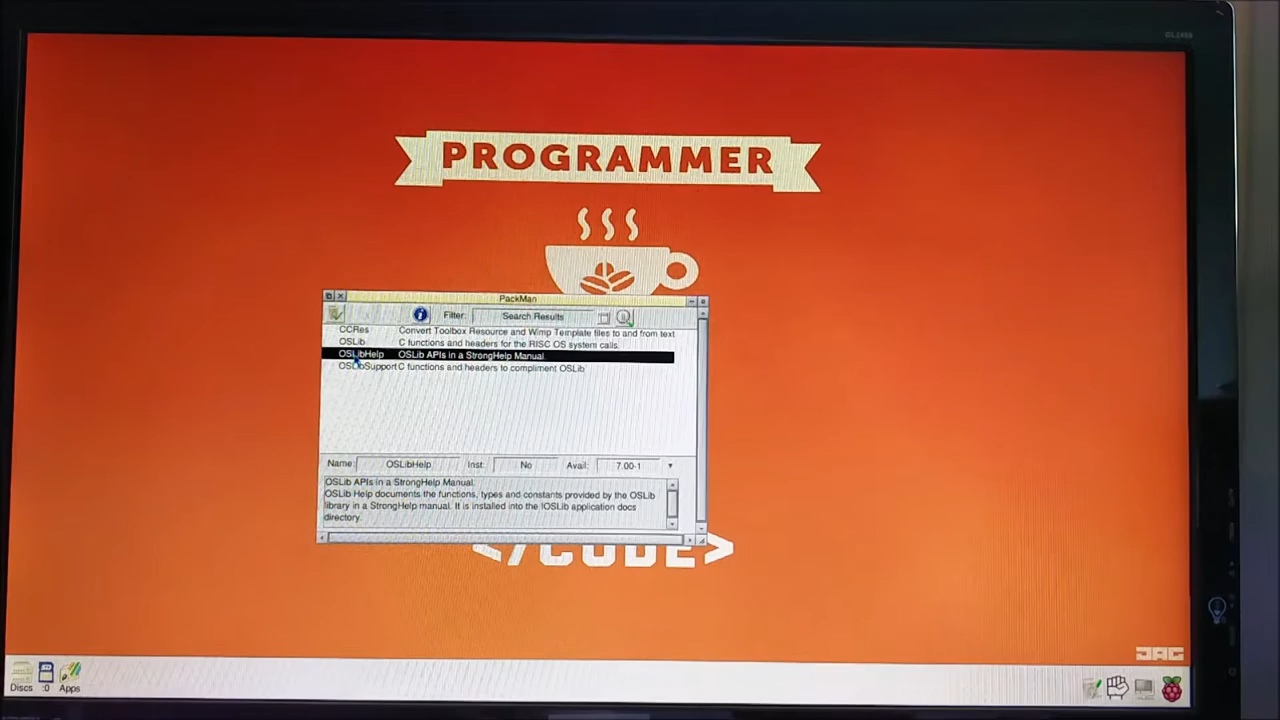 GL2450
PROGRAMMER
PackMan
Filter: Search Results
CCRes Convert Toolbox Resource and Wimp Template files to and from text
OSLib C functions and headers for the RISC OS system calls.
OSLibHelp OSLib APIs in a StrongHelp Manual.
OSLibSupport C functions and headers to compliment OSLib
Name: OSLibHelp Inst: No Avail: 7.00-1
OSLib APIs in a StrongHelp Manual.
OSLib Help documents the functions, types and constants provided by the OSLib
library in a StrongHelp manual. It is installed into the !OSLib application docs
directory.
</CODE>
JAG
Discs :0 Apps